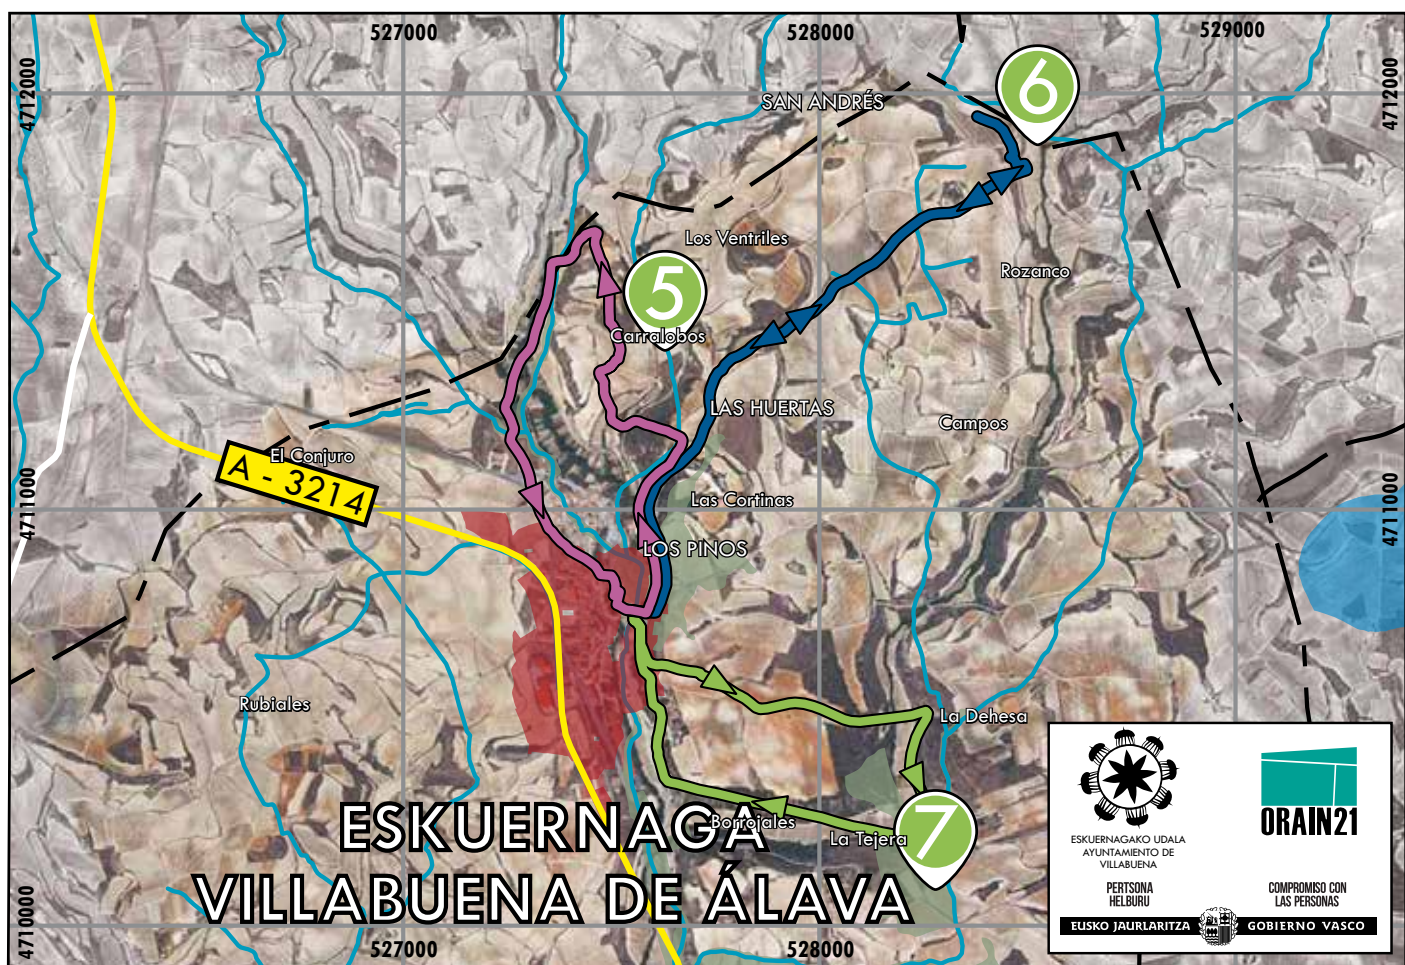 527000
528000
529000
4712000
4712000
6
SAN ANDRÉS
Los Ventriles
5
Rozanco
Carralobos
LAS HUERTAS
Campos
El Conjuro
A - 3214
4711000
4711000
Las Cortinas
LOS PINOS
Rubiales
La Dehesa
7
Borrojales
La Tejera
ESKUERNAGA
VILLABUENA DE ÁLAVA
4710000
527000
528000
ESKUERNAGAKO UDALA
AYUNTAMIENTO DE
VILLABUENA
ORAIN21
PERTSONA
HELBURU
COMPROMISO CON
LAS PERSONAS
EUSKO JAURLARITZA
GOBIERNO VASCO